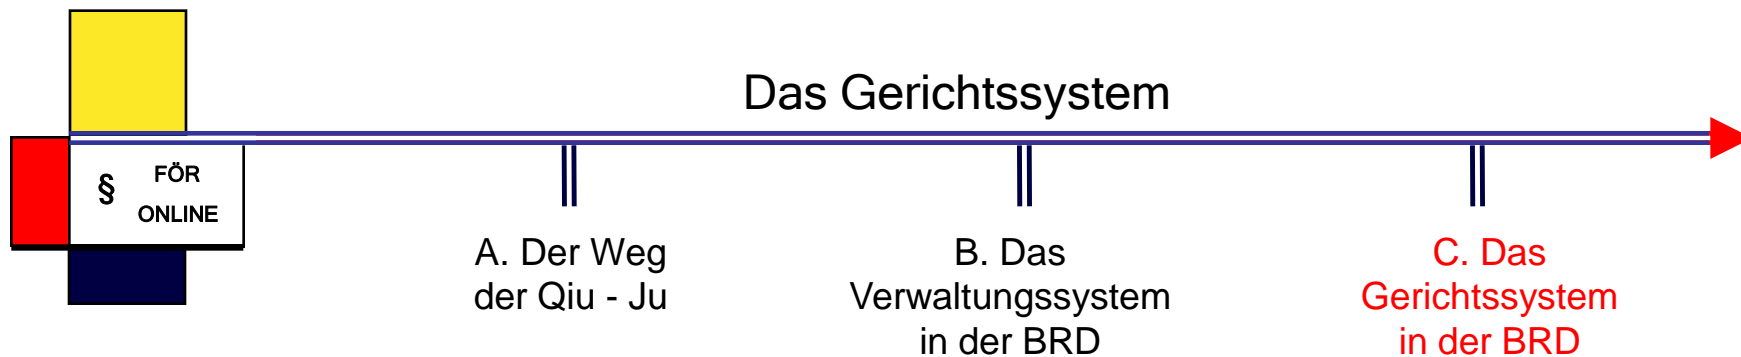 Das Gerichtssystem
§ FÖR
ONLINE
A. Der Weg
der Qiu - Ju
B. Das
Verwaltungssystem
in der BRD
C. Das
Gerichtssystem
in der BRD